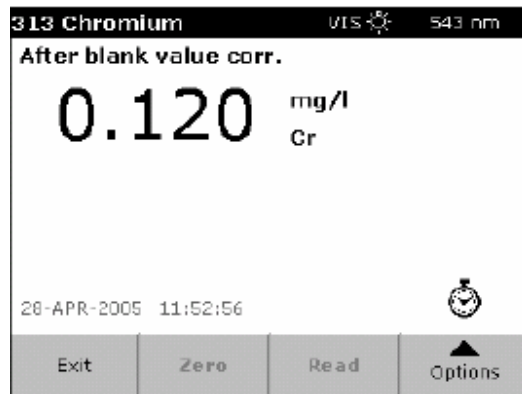 313 Chromium VIS 543 nm
After blank value corr.
0.120 mg/l
Cr
28-APR-2005 11:52:56
Exit Zero Read Options